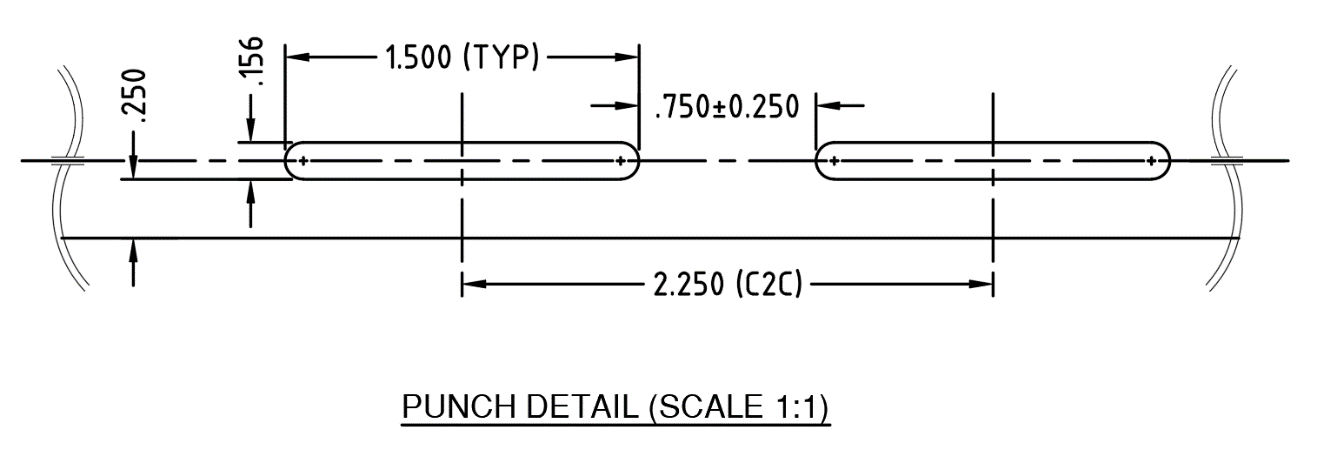 .250
.156
1.500 (TYP)
.750±0.250
2.250 (C2C)
PUNCH DETAIL (SCALE 1:1)